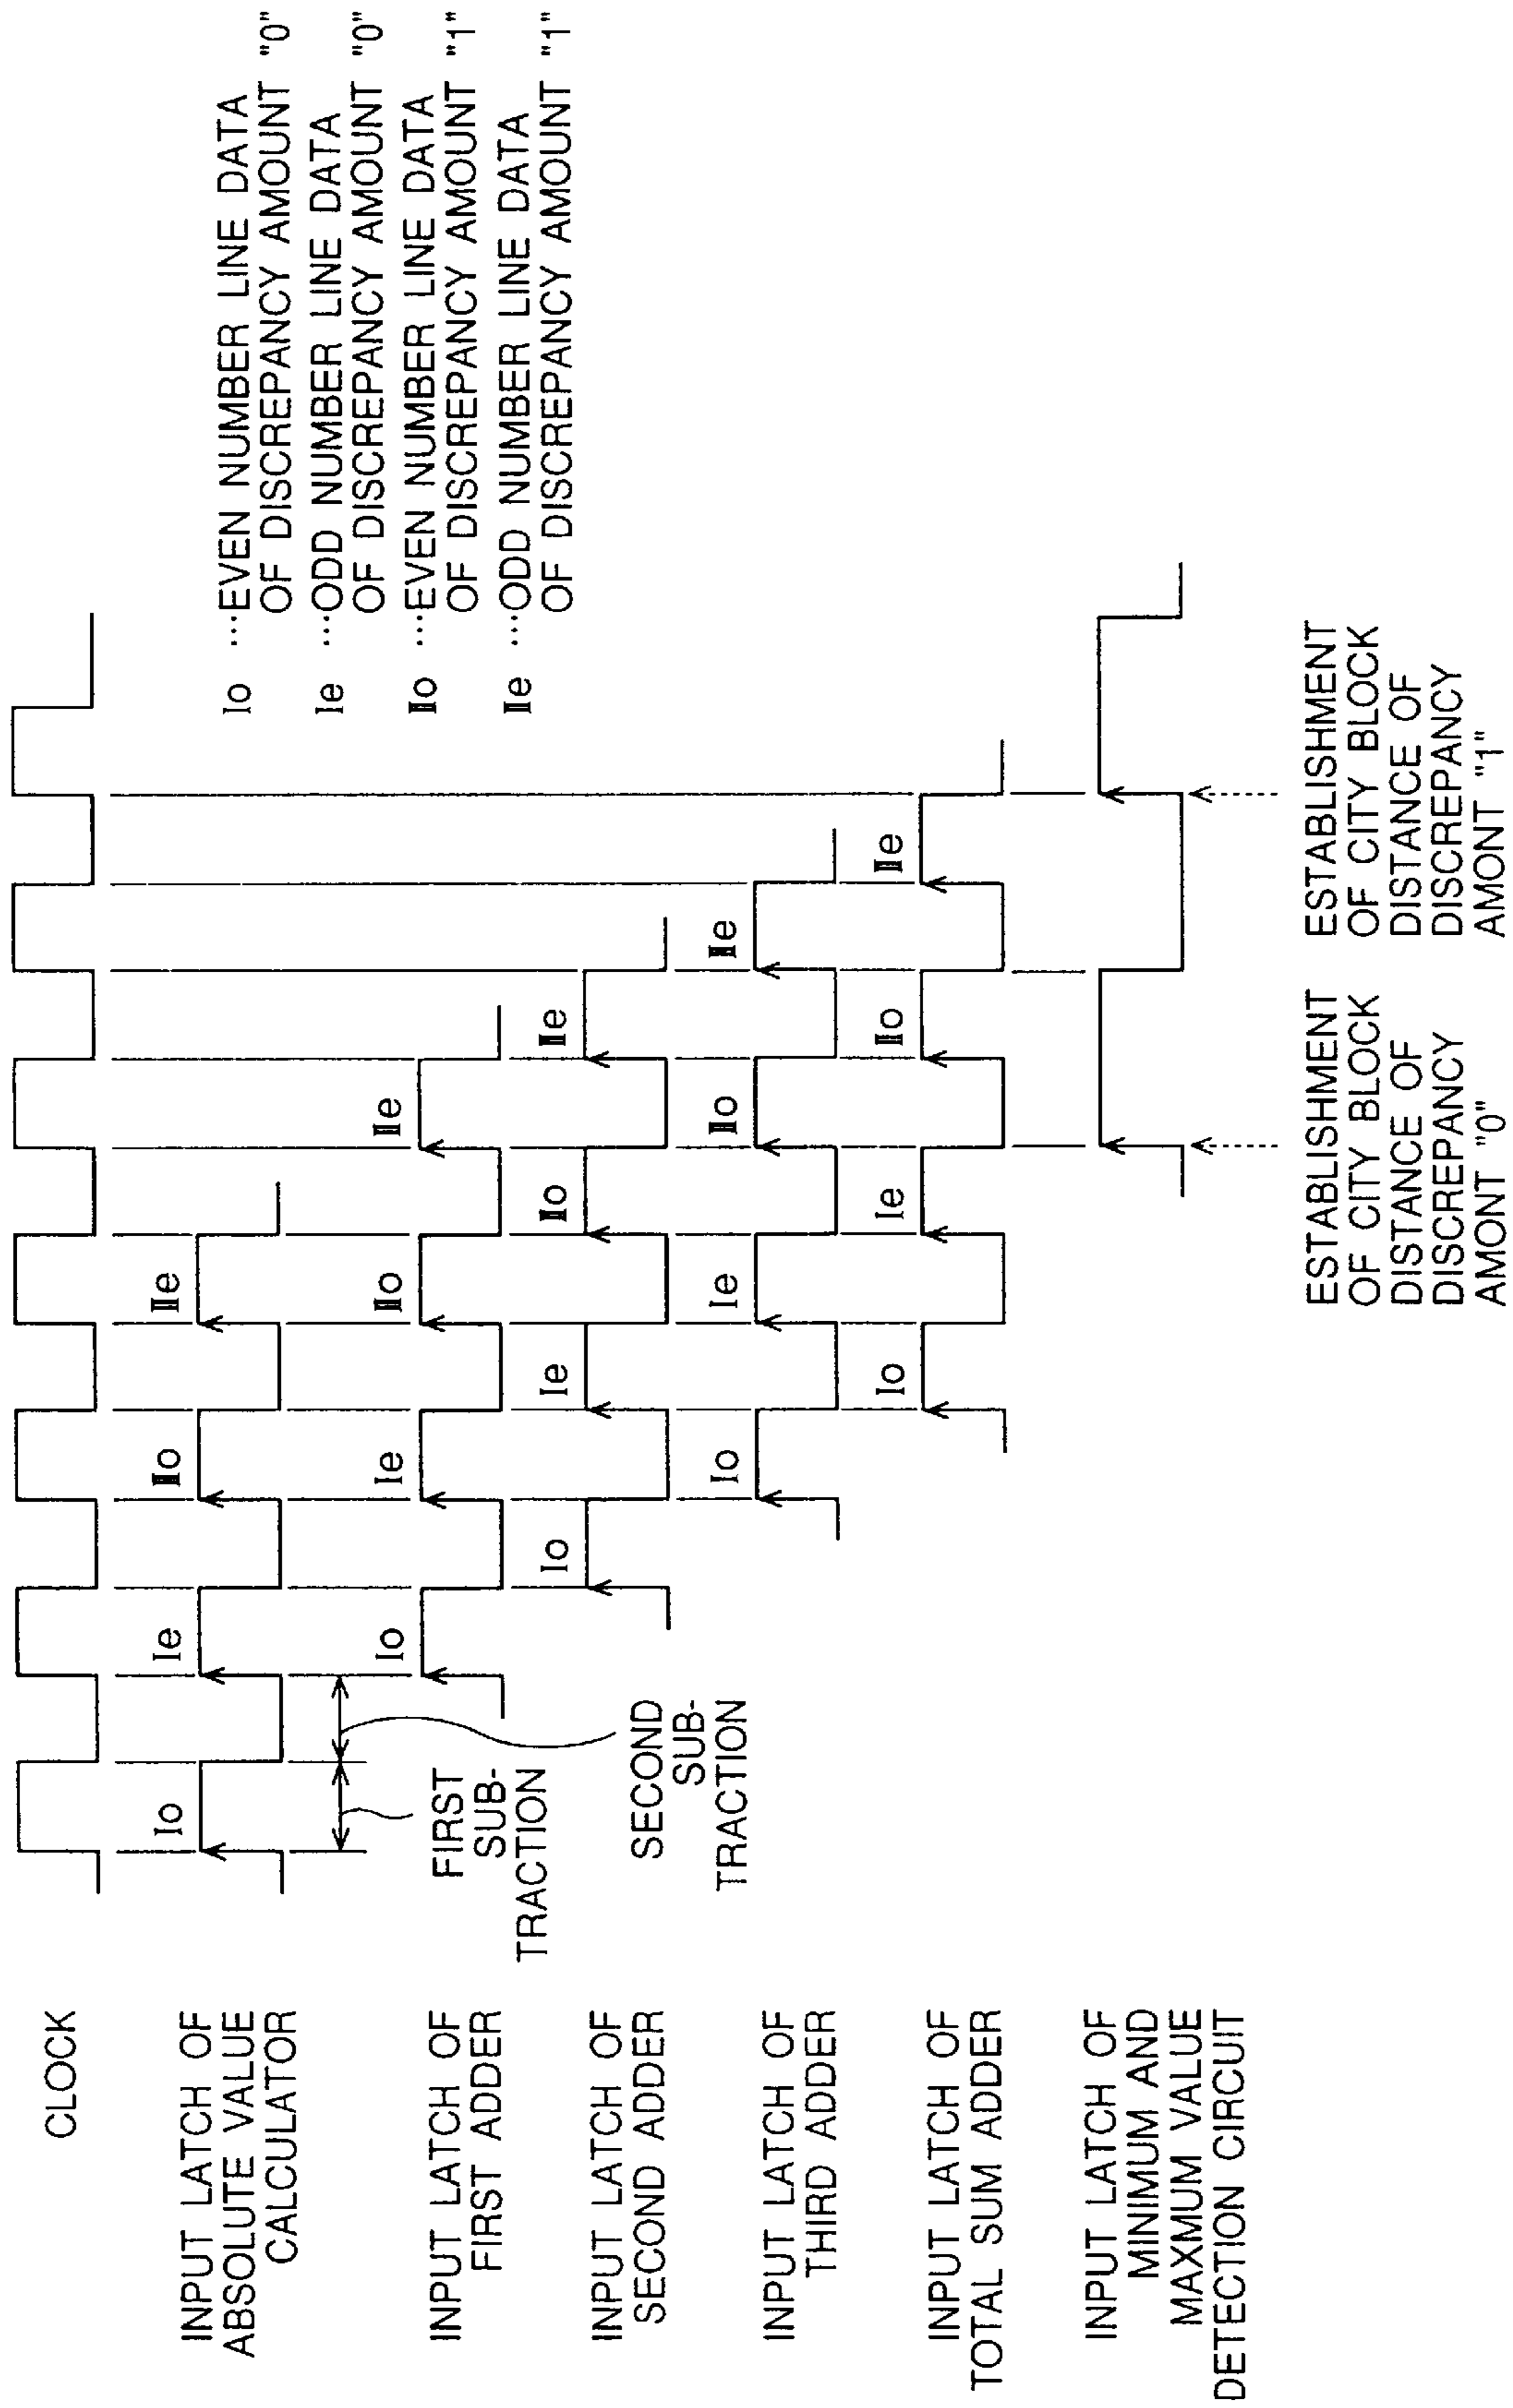 CLOCK
INPUT LATCH OF
ABSOLUTE VALUE
CALCULATOR
Io Ie IIo IIe
FIRST
SUB-
TRACTION
SECOND
SUB-
TRACTION
Io ...EVEN NUMBER LINE DATA
OF DISCREPANCY AMOUNT "0"
Ie ...ODD NUMBER LINE DATA
OF DISCREPANCY AMOUNT "0"
IIo ...EVEN NUMBER LINE DATA
OF DISCREPANCY AMOUNT "1"
IIe ...ODD NUMBER LINE DATA
OF DISCREPANCY AMOUNT "1"
INPUT LATCH OF
FIRST ADDER
Io Ie IIo IIe
INPUT LATCH OF
SECOND ADDER
Io Ie IIo IIe
INPUT LATCH OF
THIRD ADDER
Io Ie IIo IIe
INPUT LATCH OF
TOTAL SUM ADDER
Io Ie IIo IIe
INPUT LATCH OF
MINIMUM AND
MAXMUM VALUE
DETECTION CIRCUIT
ESTABLISHMENT
OF CITY BLOCK
DISTANCE OF
DISCREPANCY
AMONT "0"
ESTABLISHMENT
OF CITY BLOCK
DISTANCE OF
DISCREPANCY
AMONT "1"